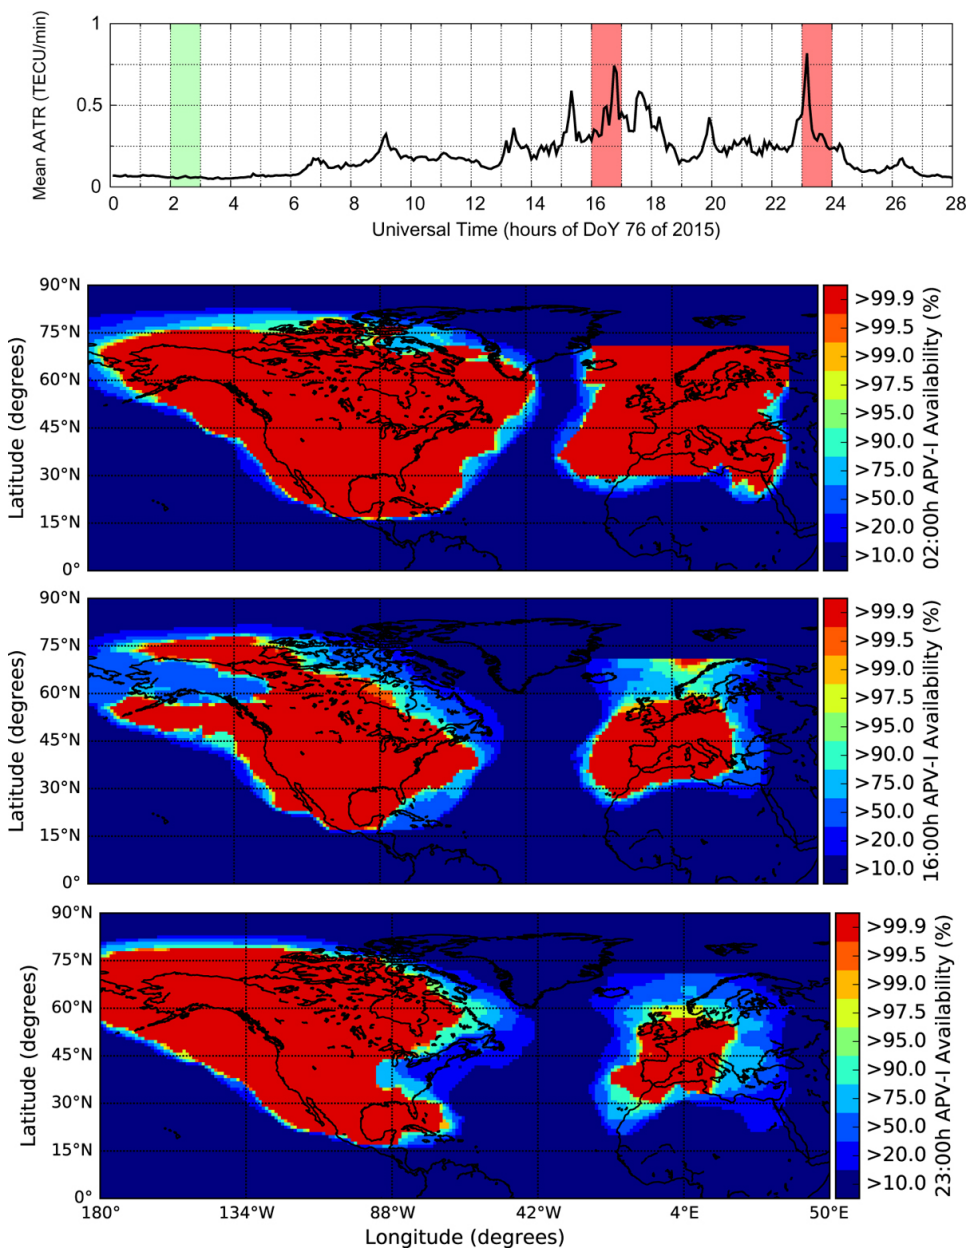 Mean AATR (TECU/min)
1
0.5
0
0 2 4 6 8 10 12 14 16 18 20 22 24 26 28
Universal Time (hours of DoY 76 of 2015)
Latitude (degrees)
90°N
75°N
60°N
45°N
30°N
15°N
0°
>99.9
>99.5
>99.0
>97.5
>95.0
>90.0
>75.0
>50.0
>20.0
>10.0
02:00h APV-I Availability (%)
Latitude (degrees)
90°N
75°N
60°N
45°N
30°N
15°N
0°
>99.9
>99.5
>99.0
>97.5
>95.0
>90.0
>75.0
>50.0
>20.0
>10.0
16:00h APV-I Availability (%)
Latitude (degrees)
90°N
75°N
60°N
45°N
30°N
15°N
0°
>99.9
>99.5
>99.0
>97.5
>95.0
>90.0
>75.0
>50.0
>20.0
>10.0
23:00h APV-I Availability (%)
180° 134°W 88°W 42°W 4°E 50°E
Longitude (degrees)